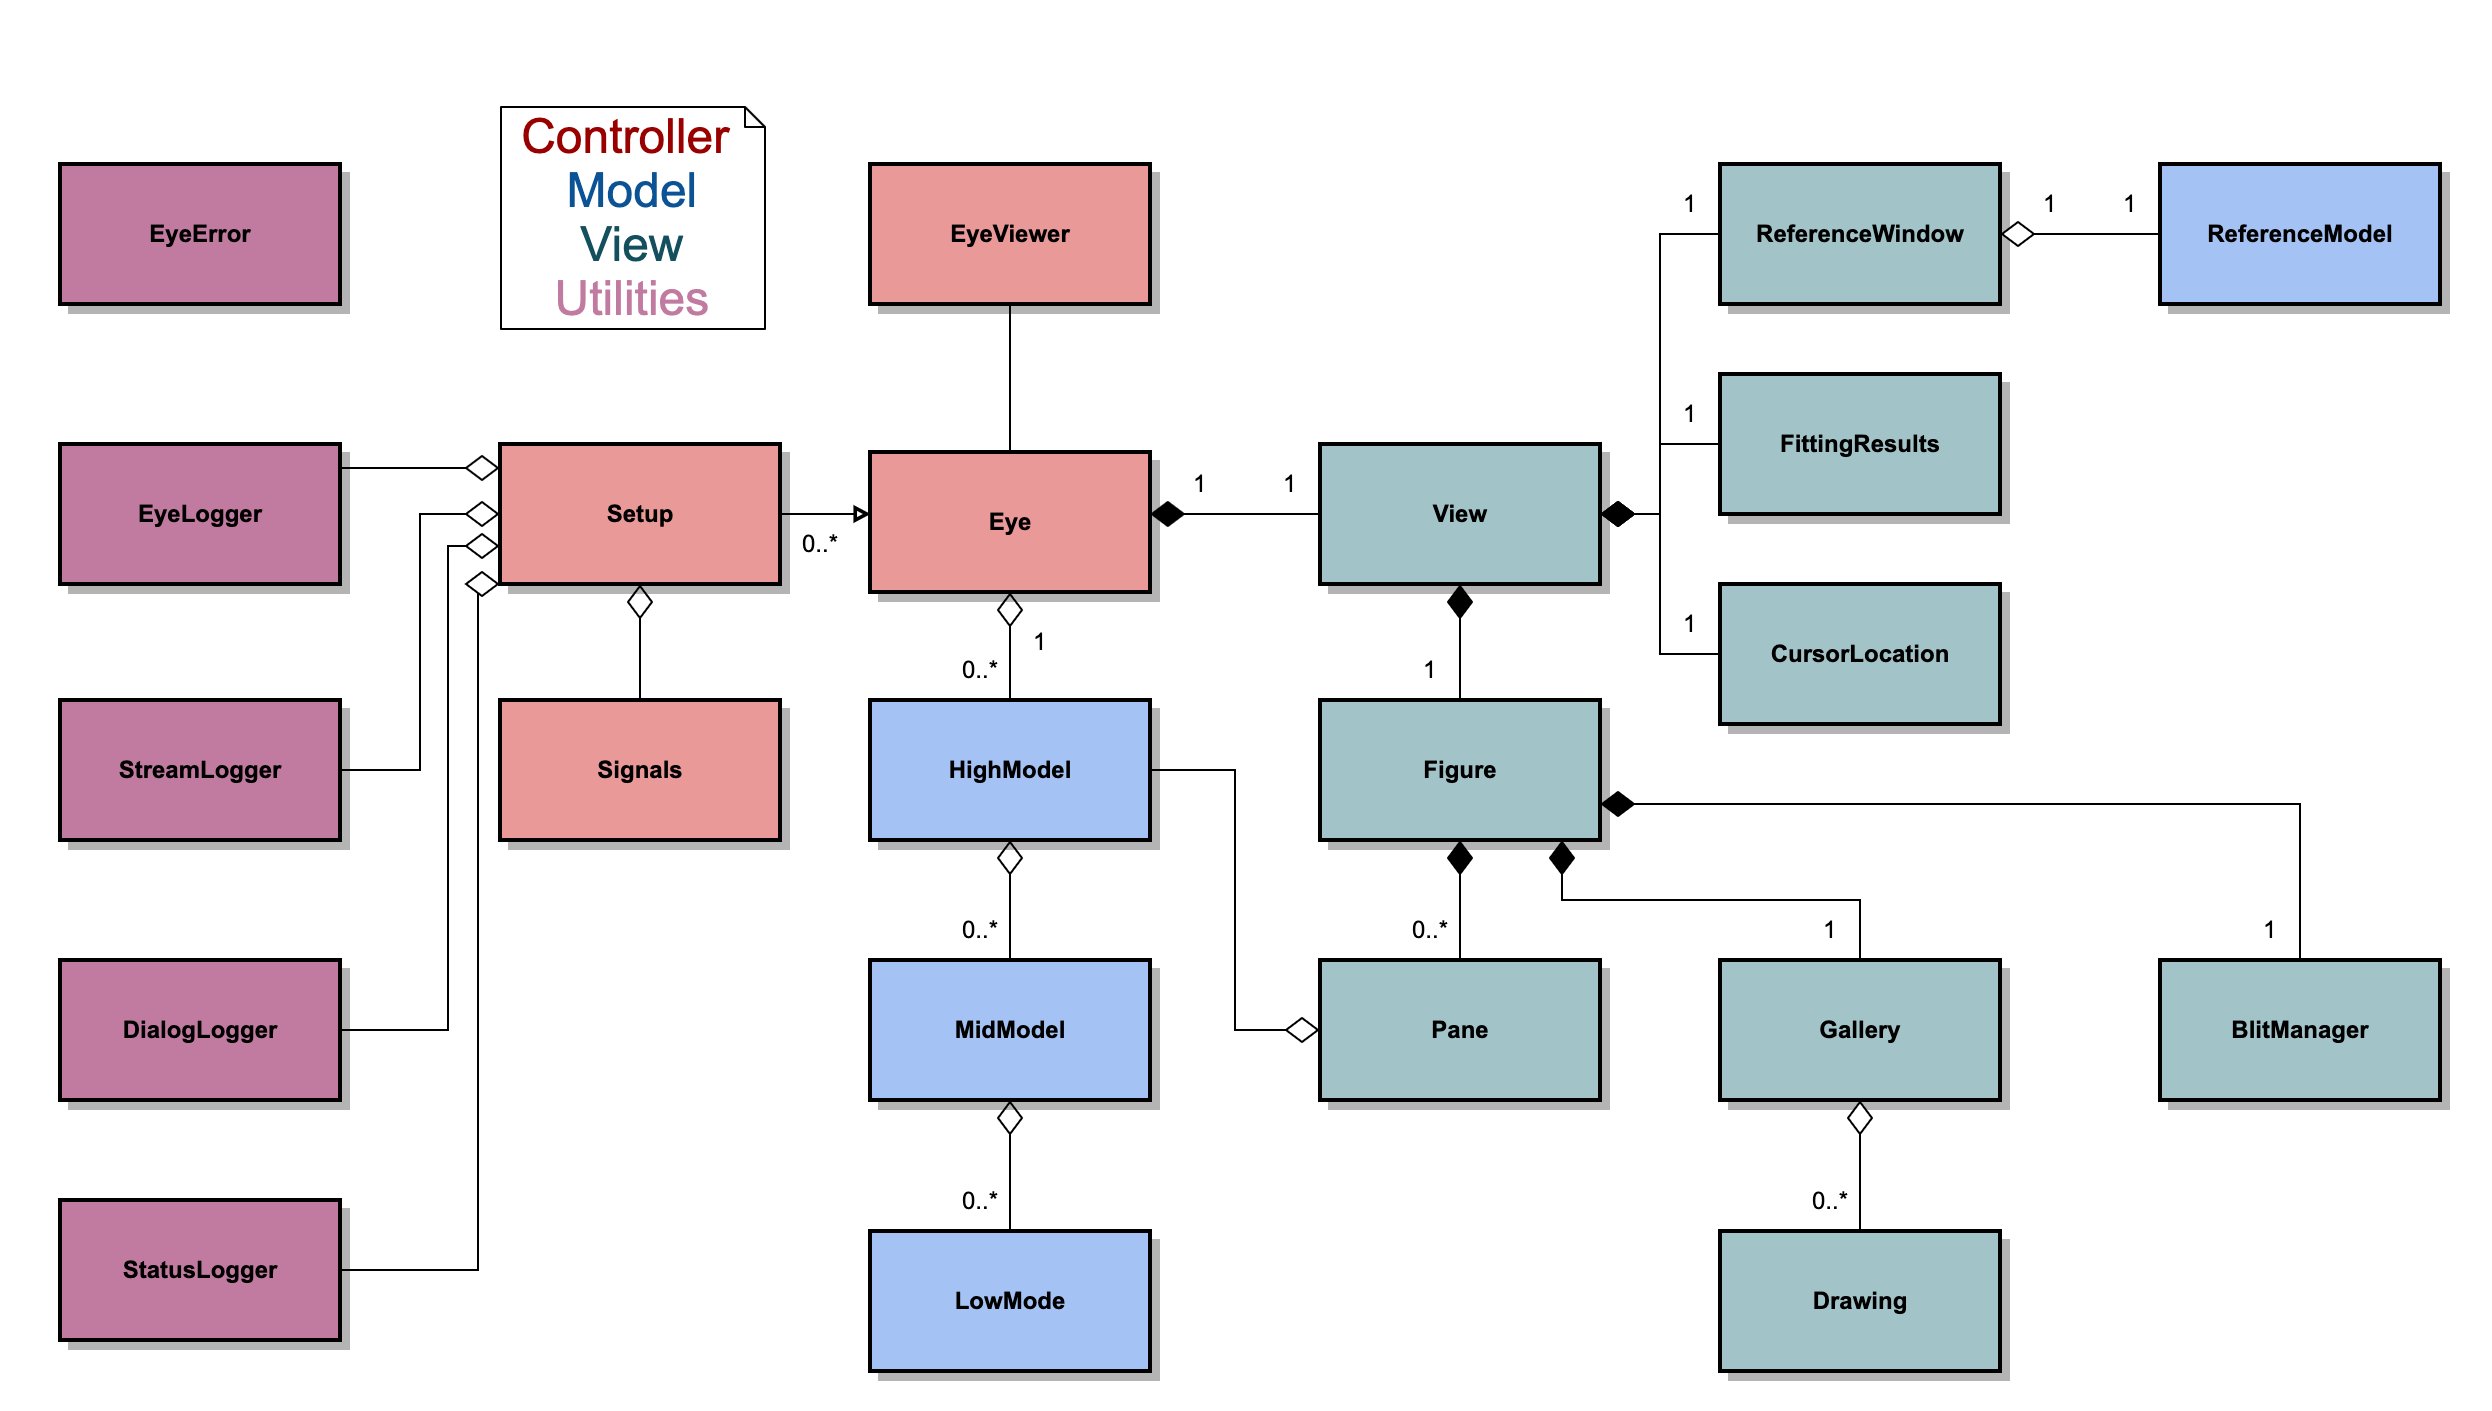 Controller
Model
View
Utilities
EyeError
EyeViewer
1
ReferenceWindow
1
1
ReferenceModel
1
FittingResults
EyeLogger
Setup
0..*
Eye
1
1
View
1
CursorLocation
1
0..*
1
StreamLogger
Signals
HighModel
Figure
0..*
0..*
1
1
DialogLogger
MidModel
Pane
Gallery
BlitManager
0..*
0..*
StatusLogger
LowMode
Drawing